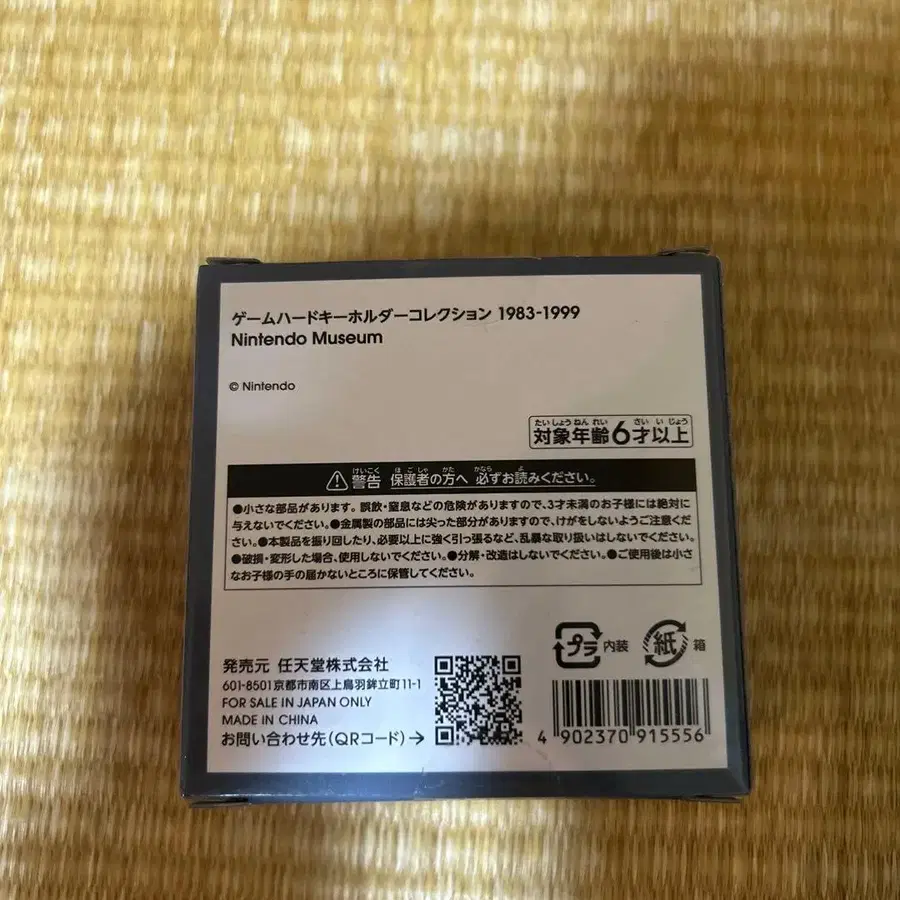 ゲームハードキーホルダーコレクション 1983-1999
Nintendo Museum
© Nintendo
たいしょうねんれい さいいじょう
対象年齢6才以上
けいこく ほごしゃ かた かなら よ
警告 保護者の方へ 必ずお読みください。
●小さな部品があります。誤飲・窒息などの危険がありますので、3才未満のお子様には絶対に
与えないでください。●金属製の部品には尖った部分がありますので、けがをしないようご注意くだ
さい。●本製品を振り回したり、必要以上に強く引っ張るなど、乱暴な取り扱いはしないでください。
●破損・変形した場合、使用しないでください。●分解・改造はしないでください。●ご使用後は小さ
なお子様の手の届かないところに保管してください。
プラ 内装 紙 箱
発売元 任天堂株式会社
601-8501京都市南区上鳥羽鉾立町11-1
FOR SALE IN JAPAN ONLY
MADE IN CHINA
お問い合わせ先(QRコード)→
4 902370 915556